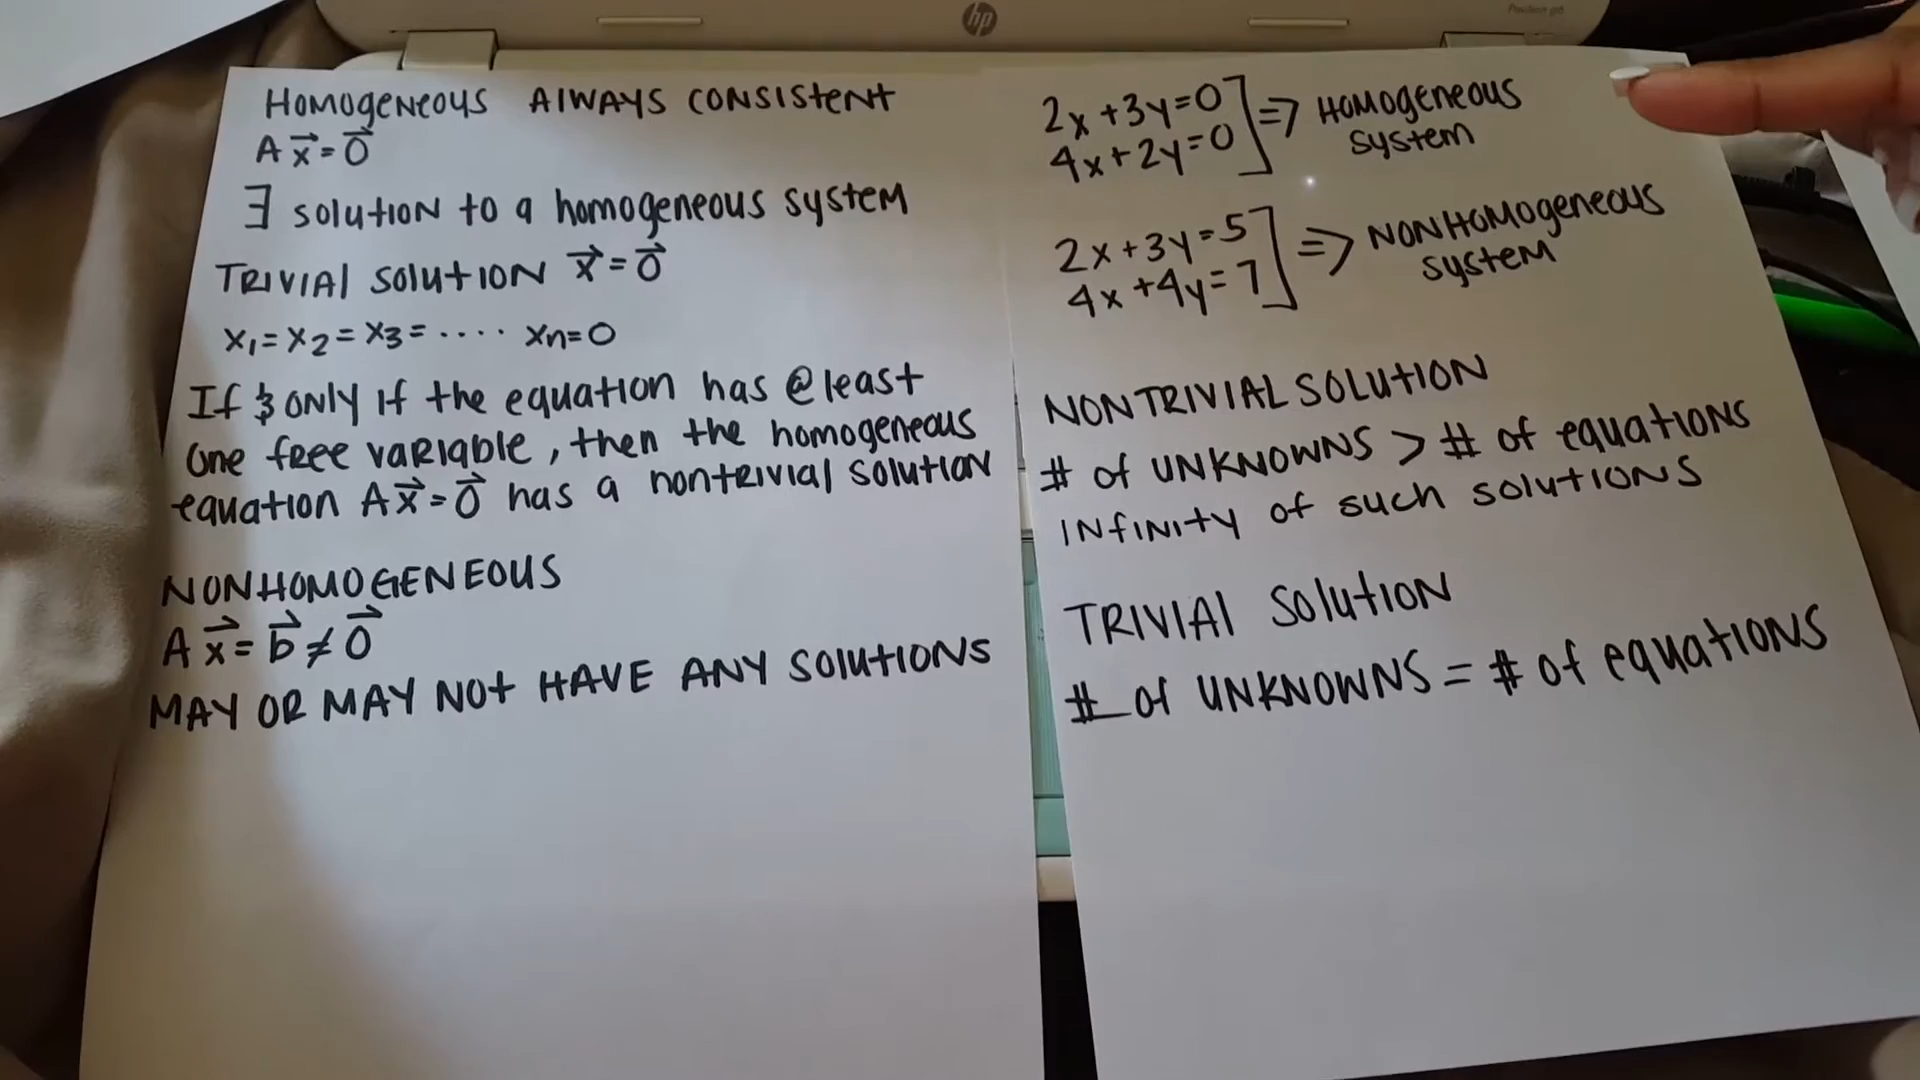 hp
Pavilion g6
HOMOGENEOUS ALWAYS CONSISTENT
A x⃗ = 0⃗
∃ solution to a homogeneous system
TRIVIAL SOLUTION x⃗ = 0⃗
x₁ = x₂ = x₃ = .... xn = 0
If & ONLY if the equation has @least
one free variable, then the homogeneous
equation A x⃗ = 0⃗ has a nontrivial solution
NONHOMOGENEOUS
A x⃗ = b⃗ ≠ 0⃗
MAY OR MAY NOT HAVE ANY SOLUTIONS
2x + 3y = 0 ] => HOMOGENEOUS
4x + 2y = 0 system
2x + 3y = 5 ] => NONHOMOGENEOUS
4x + 4y = 7 system
NONTRIVIAL SOLUTION
# of UNKNOWNS > # of equations
INFINITY of such solutions
TRIVIAL SOLUTION
# of UNKNOWNS = # of equations